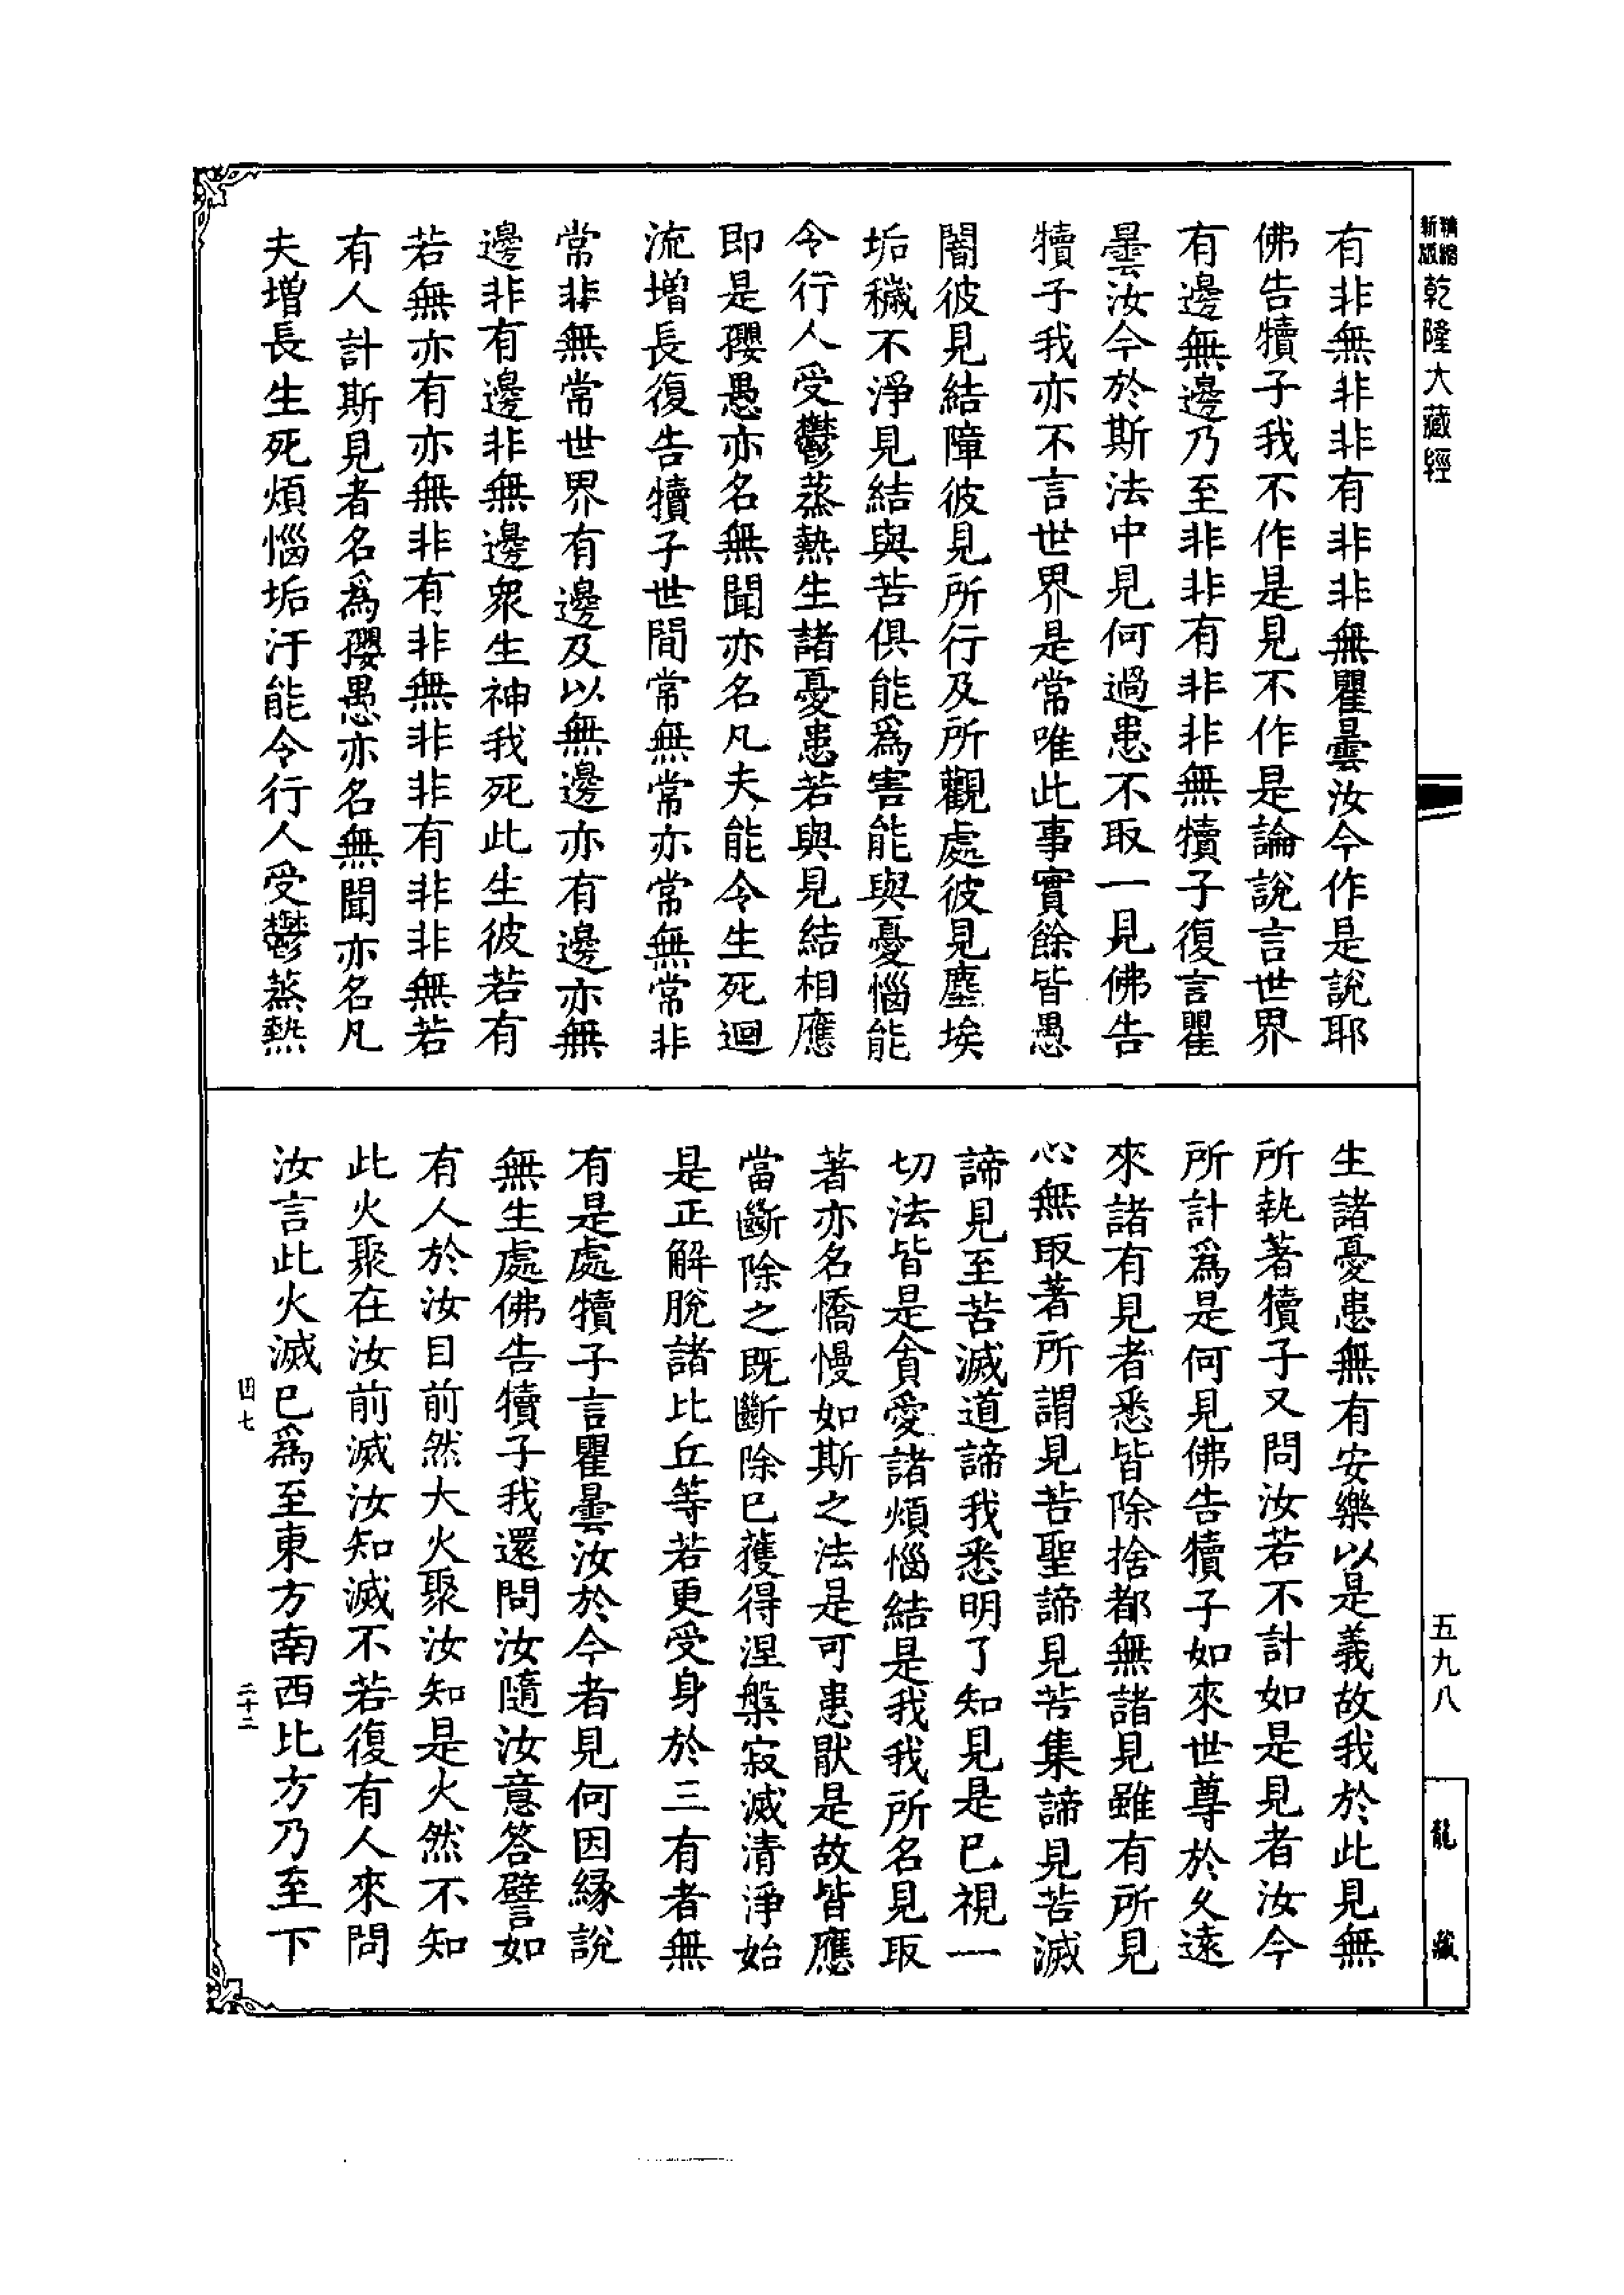 精縮新版
乾隆大藏經
五九八
龍藏
有非無非非有非非無瞿曇汝今作是說耶
佛告犢子我不作是見不作是論說言世界
有邊無邊乃至非非有非非無犢子復言瞿
曇汝今於斯法中見何過患不取一見佛告
犢子我亦不言世界是常唯此事實餘皆愚
闇彼見結障彼見所行及所觀處彼見塵埃
垢穢不淨見結與苦俱能為害能與憂惱能
令行人受鬱蒸熱生諸憂患若與見結相應
即是孾愚亦名無聞亦名凡夫能令生死迴
流增長復告犢子世間常無常亦常無常非
常非無常世界有邊及以無邊亦有邊亦無
邊非有邊非無邊眾生神我死此生彼若有
若無亦有亦無非有非無非非有非非無若
有人計斯見者名為孾愚亦名無聞亦名凡
夫增長生死煩惱垢汙能令行人受鬱蒸熱
生諸憂患無有安樂以是義故我於此見無
所執著犢子又問汝若不計如是見者汝今
所計為是何見佛告犢子如來世尊於久遠
來諸有見者悉皆除捨都無諸見雖有所見
心無取著所謂見苦聖諦見苦集諦見苦滅
諦見至苦滅道諦我悉明了知見是已視一
切法皆是貪愛諸煩惱結是我我所名見取
著亦名憍慢如斯之法是可患猒是故皆應
當斷除之既斷除已獲得涅槃寂滅清淨始
是正解脫諸比丘等若更受身於三有者無
有是處犢子言瞿曇汝於今者見何因緣說
無生處佛告犢子我還問汝隨汝意答譬如
有人於汝目前然大火聚汝知是火然不知
此火聚在汝前滅汝知滅不若復有人來問
汝言此火滅已為至東方南西北方乃至下
四七
二十二